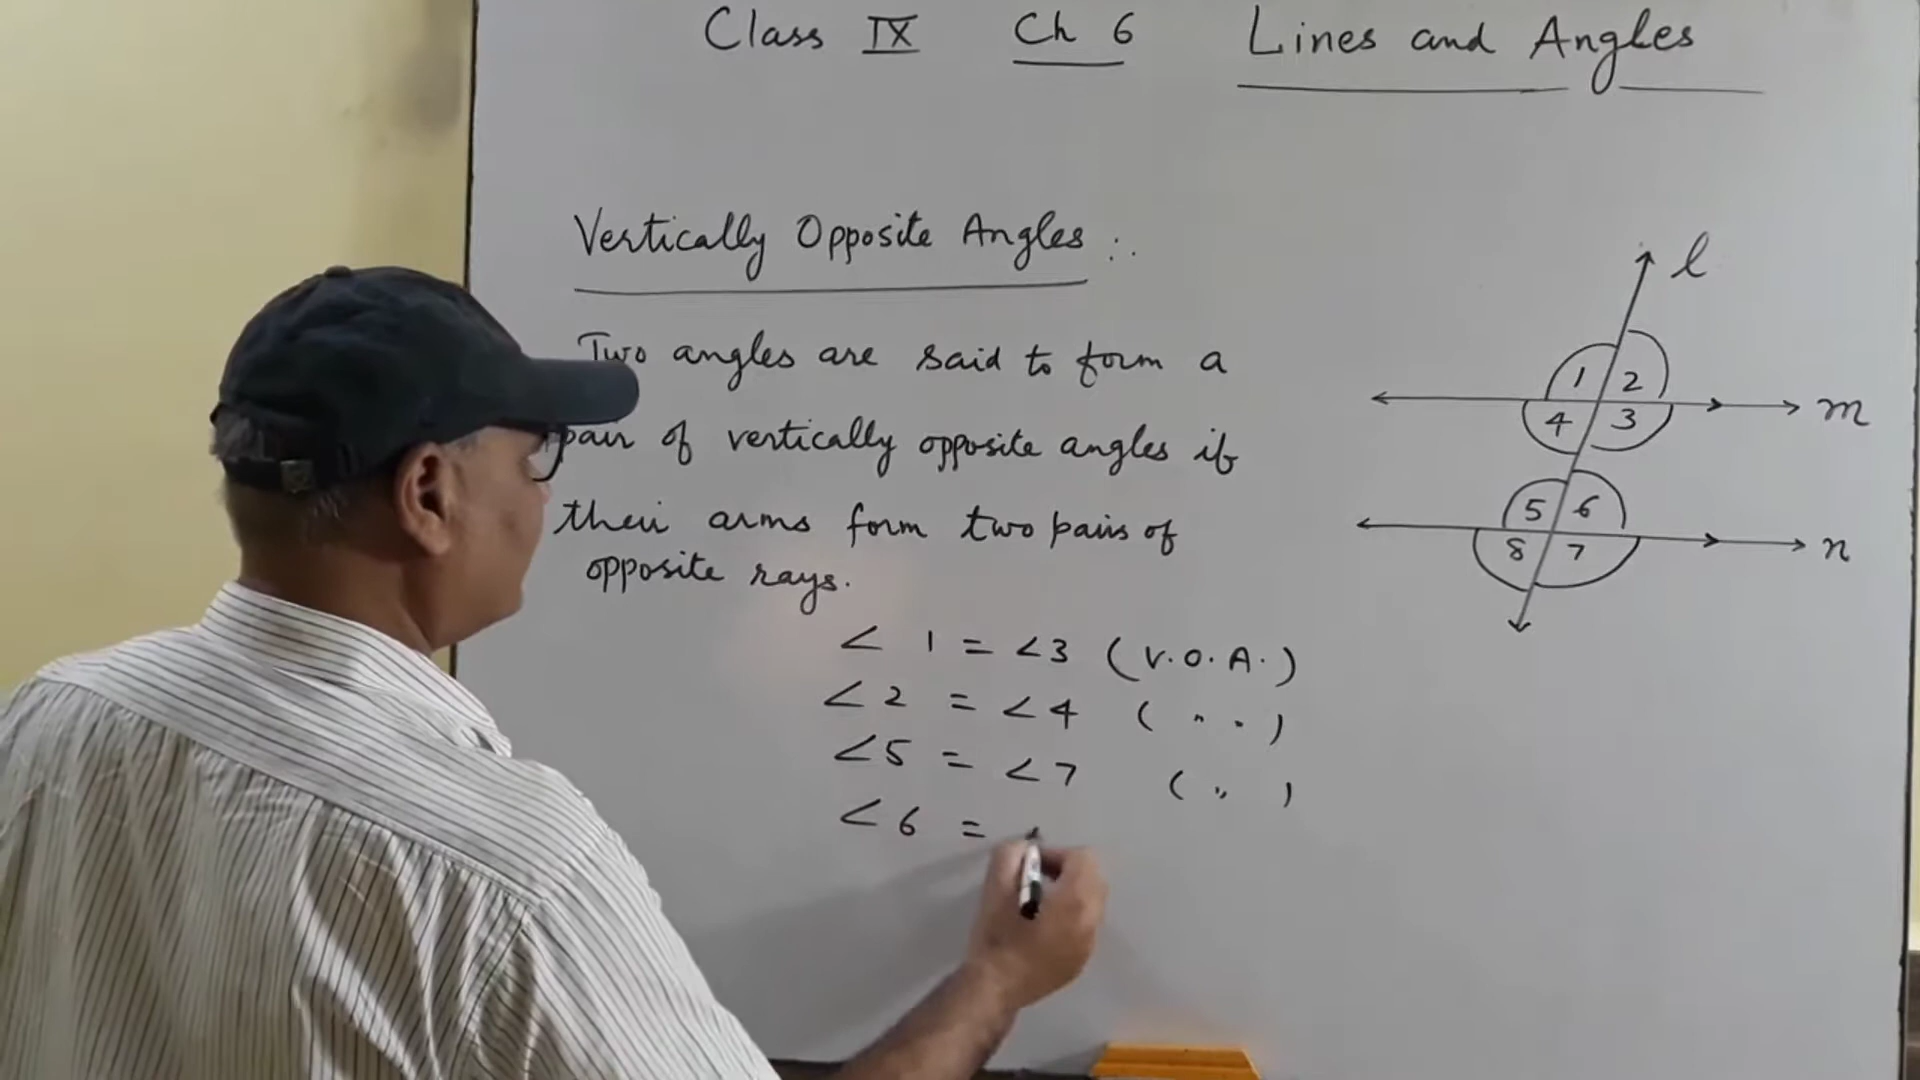 Class IX Ch 6 Lines and Angles
Vertically Opposite Angles :.
Two angles are said to form a
pair of vertically opposite angles if
their arms form two pairs of
opposite rays.
∠ 1 = ∠3 (V.O.A.)
∠2 = ∠4 ( " " )
∠5 = ∠7 ( " )
∠6 =
l
1 2
4 3
m
5 6
8 7
n